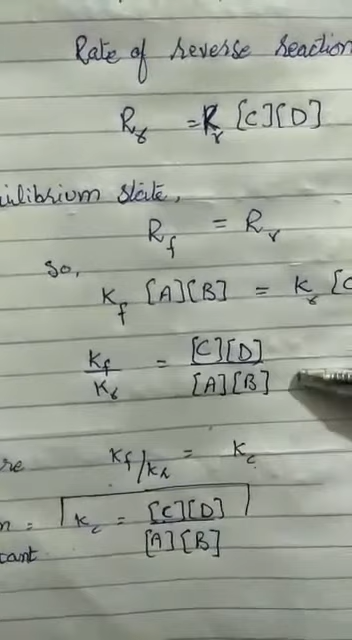 Rate of reverse reaction
Rr = Kr [C][D]
uilibrium state,
Rf = Rr
so,
Kf [A][B] = Kr [C
Kf/Kr = [C][D]/[A][B]
re Kf/Kr = Kc
n = Kc = [C][D]/[A][B]
tant